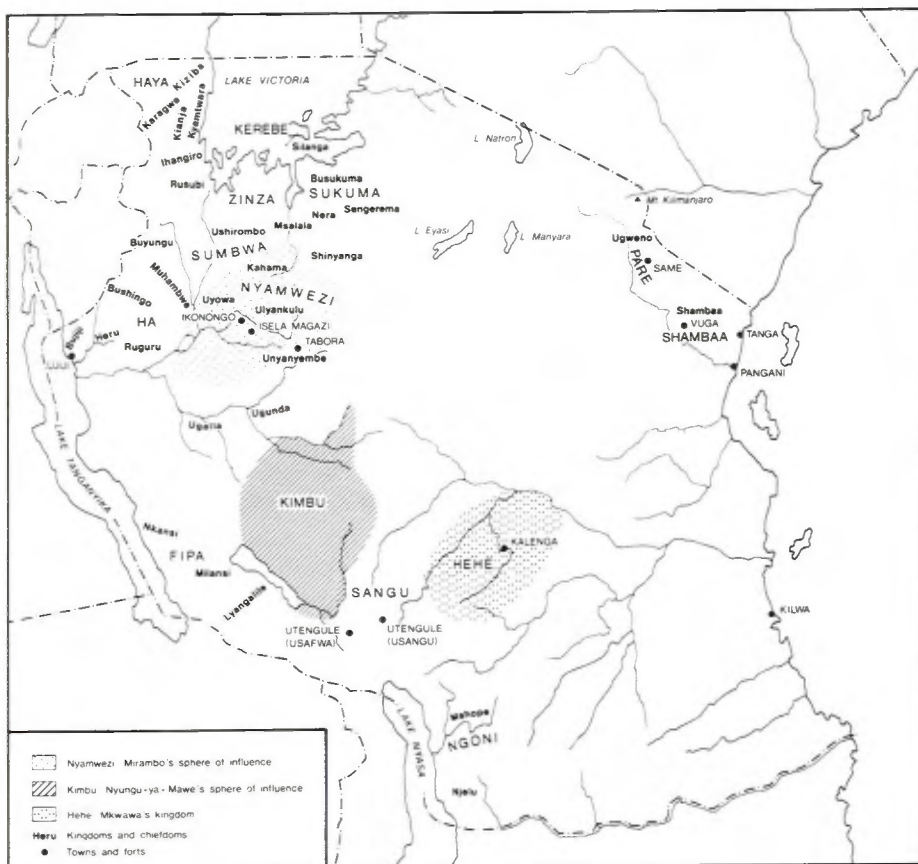 HAYA
Kiziba
LAKE VICTORIA
Karagwe
Kianja
Kyamtwara
KEREBE
Silanga
L. Natron
Ihangiro
Rusubi
ZINZA
Busukuma
SUKUMA
Nera
Sengerema
Msalala
Mt. Kilimanjaro
Ushirombo
Buyungu
SUMBWA
L. Eyasi
L. Manyara
Ugweno
PARE
SAME
Shinyanga
Kahama
NYAMWEZI
Muhambwe
Bushingo
Uyowa
Ulyankulu
HA
IKONONGO
ISELA MAGAZI
Heru
Ruguru
TABORA
Unyanyembe
UJIJI
Shambaa
VUGA
SHAMBAA
TANGA
PANGANI
Ugunda
Ugalla
LAKE TANGANYIKA
KIMBU
Nkansi
FIPA
Milansi
Lyangalile
KALENGA
HEHE
SANGU
UTENGULE
(USAFWA)
UTENGULE
(USANGU)
KILWA
LAKE NYASA
Mshope
NGONI
Njelu
Nyamwezi Mirambo's sphere of influence
Kimbu Nyungu-ya-Mawe's sphere of influence
Hehe Mkwawa's kingdom
Heru Kingdoms and chiefdoms
Towns and forts